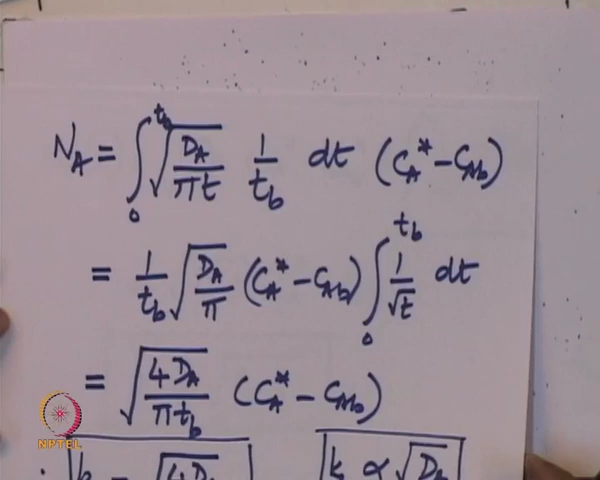 N_A = ∫_0^{t_b} √(D_A/πt) 1/t_b dt (C_A* − C_Ab)
= 1/t_b √(D_A/π) (C_A* − C_Ab) ∫_0^{t_b} 1/√t dt
= √(4D_A/πt_b) (C_A* − C_Ab)
NPTEL
k ∝ √D_A